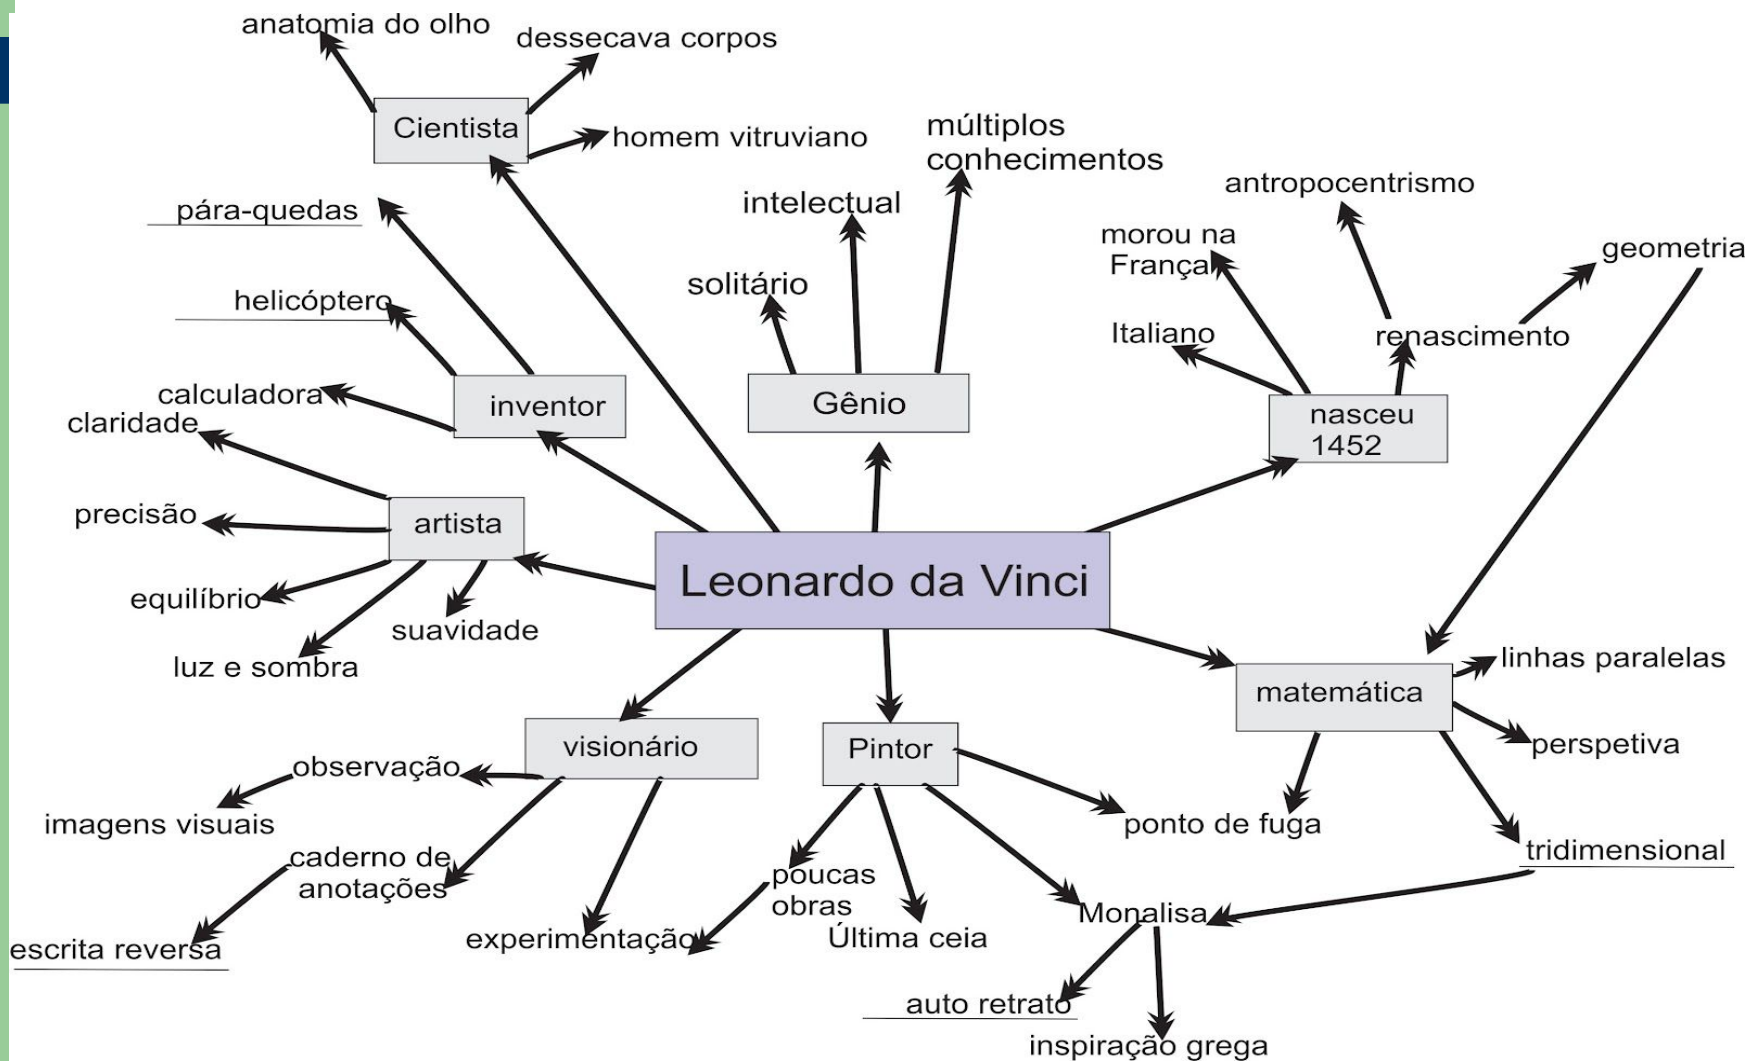 anatomia do olho
dessecava corpos
Cientista
homem vitruviano
múltiplos
conhecimentos
pára-quedas
intelectual
antropocentrismo
morou na
França
geometria
solitário
helicóptero
Italiano
renascimento
calculadora
claridade
inventor
Gênio
nasceu
1452
precisão
artista
Leonardo da Vinci
equilíbrio
suavidade
luz e sombra
linhas paralelas
matemática
visionário
Pintor
perspetiva
observação
imagens visuais
ponto de fuga
tridimensional
caderno de
anotações
poucas
obras
Monalisa
escrita reversa
experimentação
Última ceia
auto retrato
inspiração grega